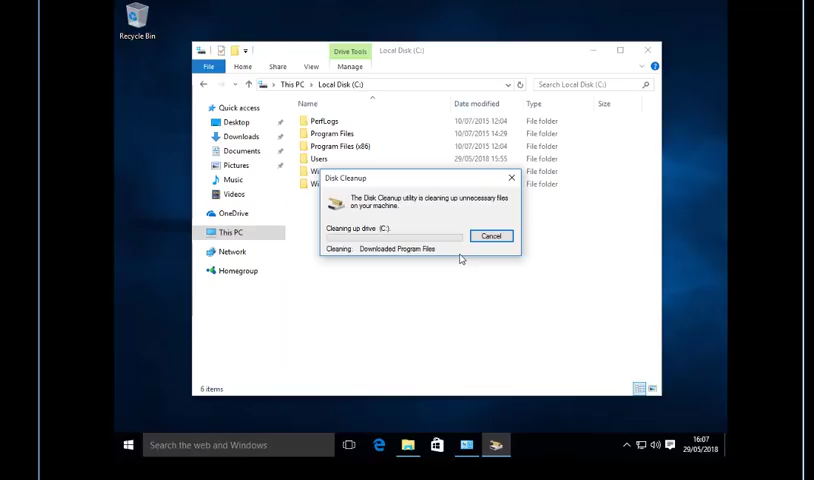 Recycle Bin
Drive Tools
Local Disk (C:)
File
Home
Share
View
Manage
This PC > Local Disk (C:)
Search Local Disk (C:)
Quick access
Desktop
Downloads
Documents
Pictures
Music
Videos
OneDrive
This PC
Network
Homegroup
Name
Date modified
Type
Size
PerfLogs
10/07/2015 12:04
File folder
Program Files
10/07/2015 14:29
File folder
Program Files (x86)
10/07/2015 12:04
File folder
Users
29/05/2018 15:55
File folder
File folder
File folder
Disk Cleanup
The Disk Cleanup utility is cleaning up unnecessary files
on your machine.
Cleaning up drive (C:).
Cancel
Cleaning: Downloaded Program Files
6 items
Search the web and Windows
16:07
29/05/2018